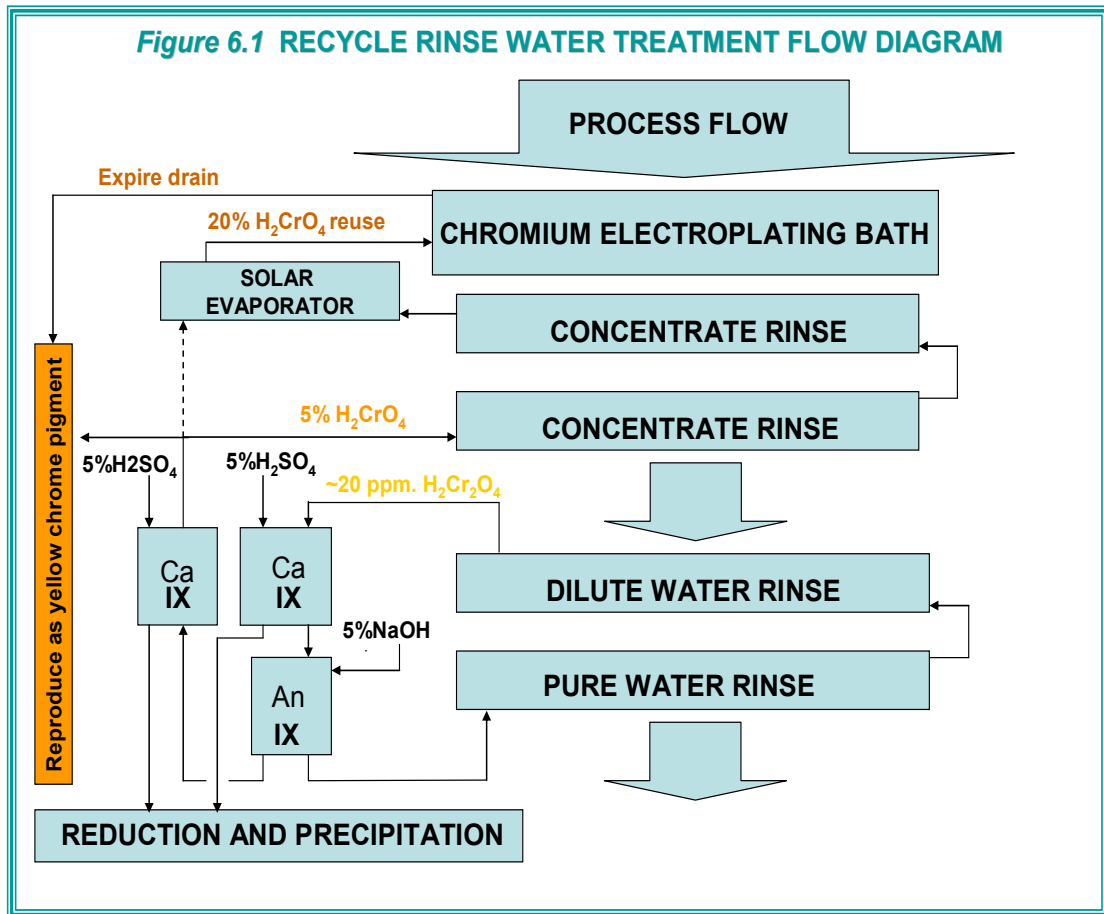 Figure 6.1 RECYCLE RINSE WATER TREATMENT FLOW DIAGRAM
PROCESS FLOW
Expire drain
20% H₂CrO₄ reuse
CHROMIUM ELECTROPLATING BATH
SOLAR
EVAPORATOR
CONCENTRATE RINSE
5% H₂CrO₄
CONCENTRATE RINSE
Reproduce as yellow chrome pigment
5%H2SO₄
5%H₂SO₄
~20 ppm. H₂Cr₂O₄
Ca
IX
Ca
IX
DILUTE WATER RINSE
5%NaOH
An
IX
PURE WATER RINSE
REDUCTION AND PRECIPITATION